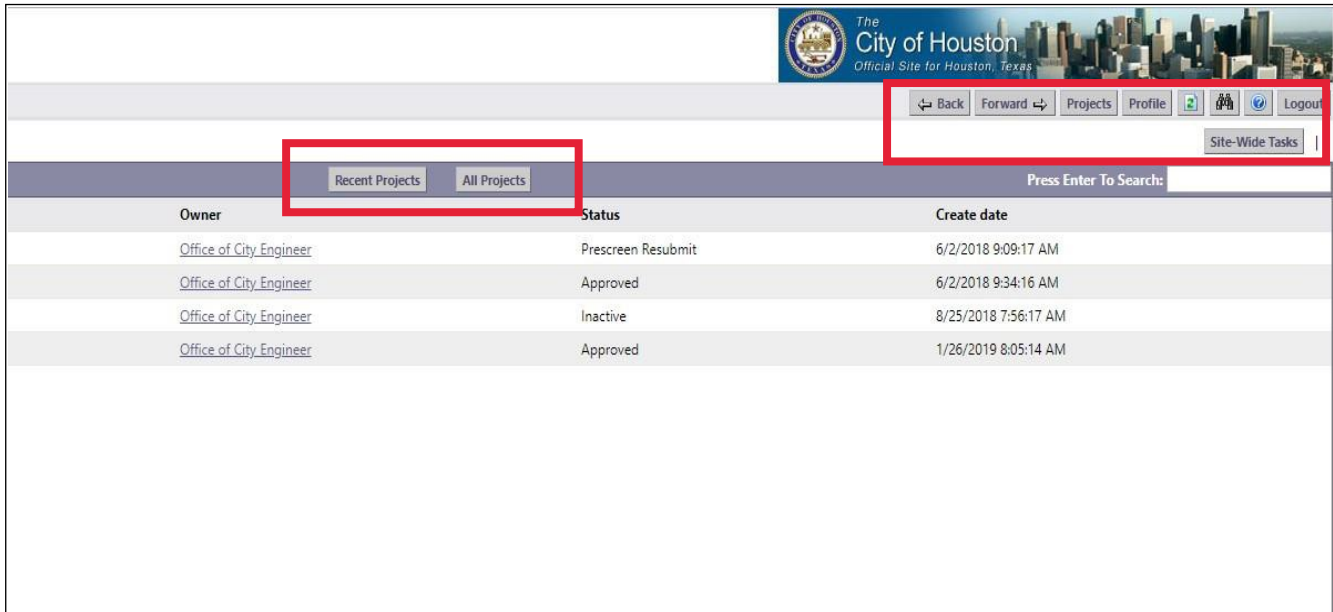 The
City of Houston
Official Site for Houston, Texas
Back Forward Projects Profile Logout
Site-Wide Tasks |
Recent Projects All Projects Press Enter To Search:
Owner Status Create date
Office of City Engineer Prescreen Resubmit 6/2/2018 9:09:17 AM
Office of City Engineer Approved 6/2/2018 9:34:16 AM
Office of City Engineer Inactive 8/25/2018 7:56:17 AM
Office of City Engineer Approved 1/26/2019 8:05:14 AM